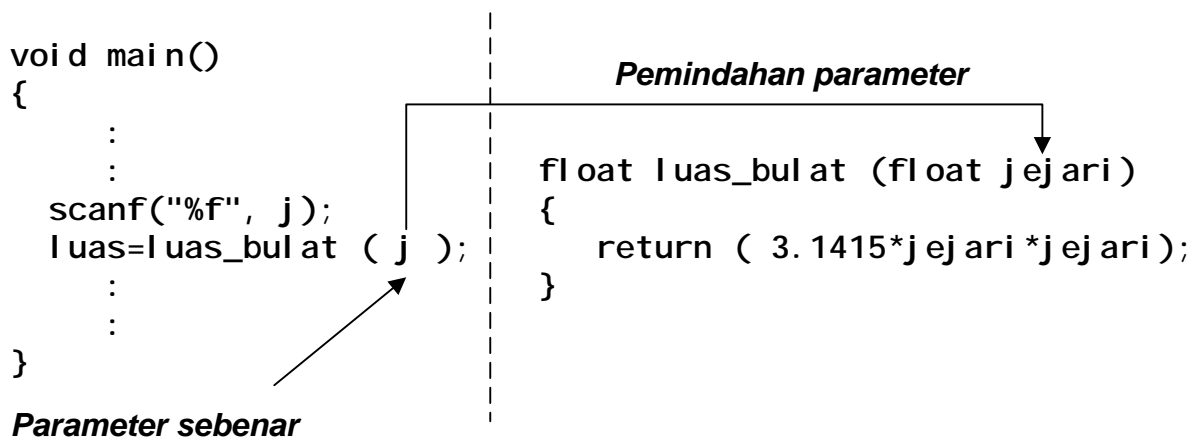 void main()
{
:
:
scanf("%f", j);
luas=luas_bulat ( j );
:
:
}
Parameter sebenar
Pemindahan parameter
float luas_bulat (float jejari)
{
return ( 3.1415*jejari*jejari);
}